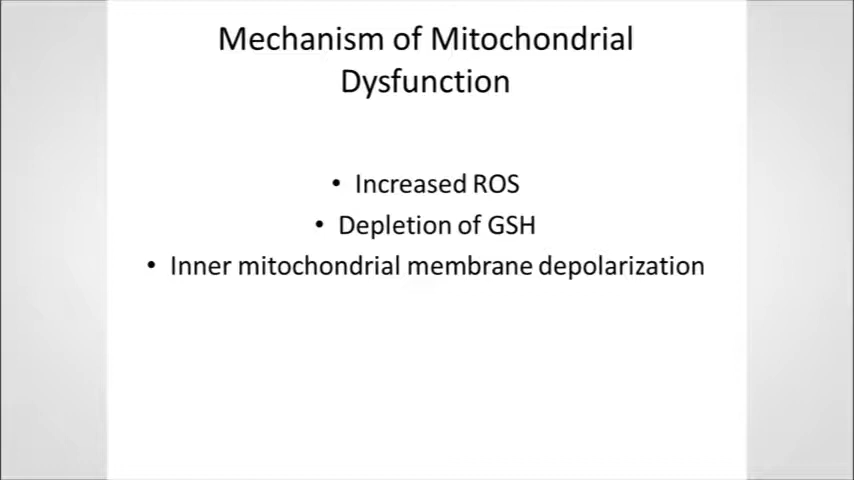 Mechanism of Mitochondrial
Dysfunction
• Increased ROS
• Depletion of GSH
• Inner mitochondrial membrane depolarization